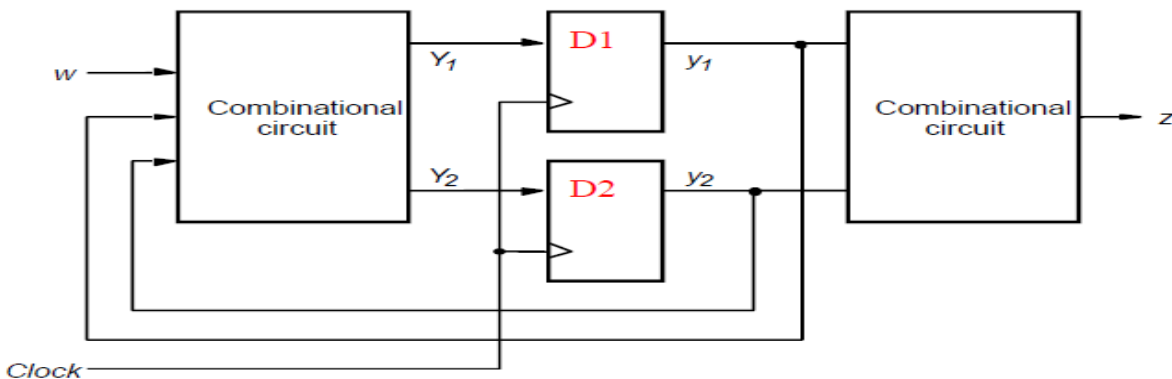 D1
Y1
y1
w
Combinational
circuit
Combinational
circuit
z
Y2
D2
y2
Clock